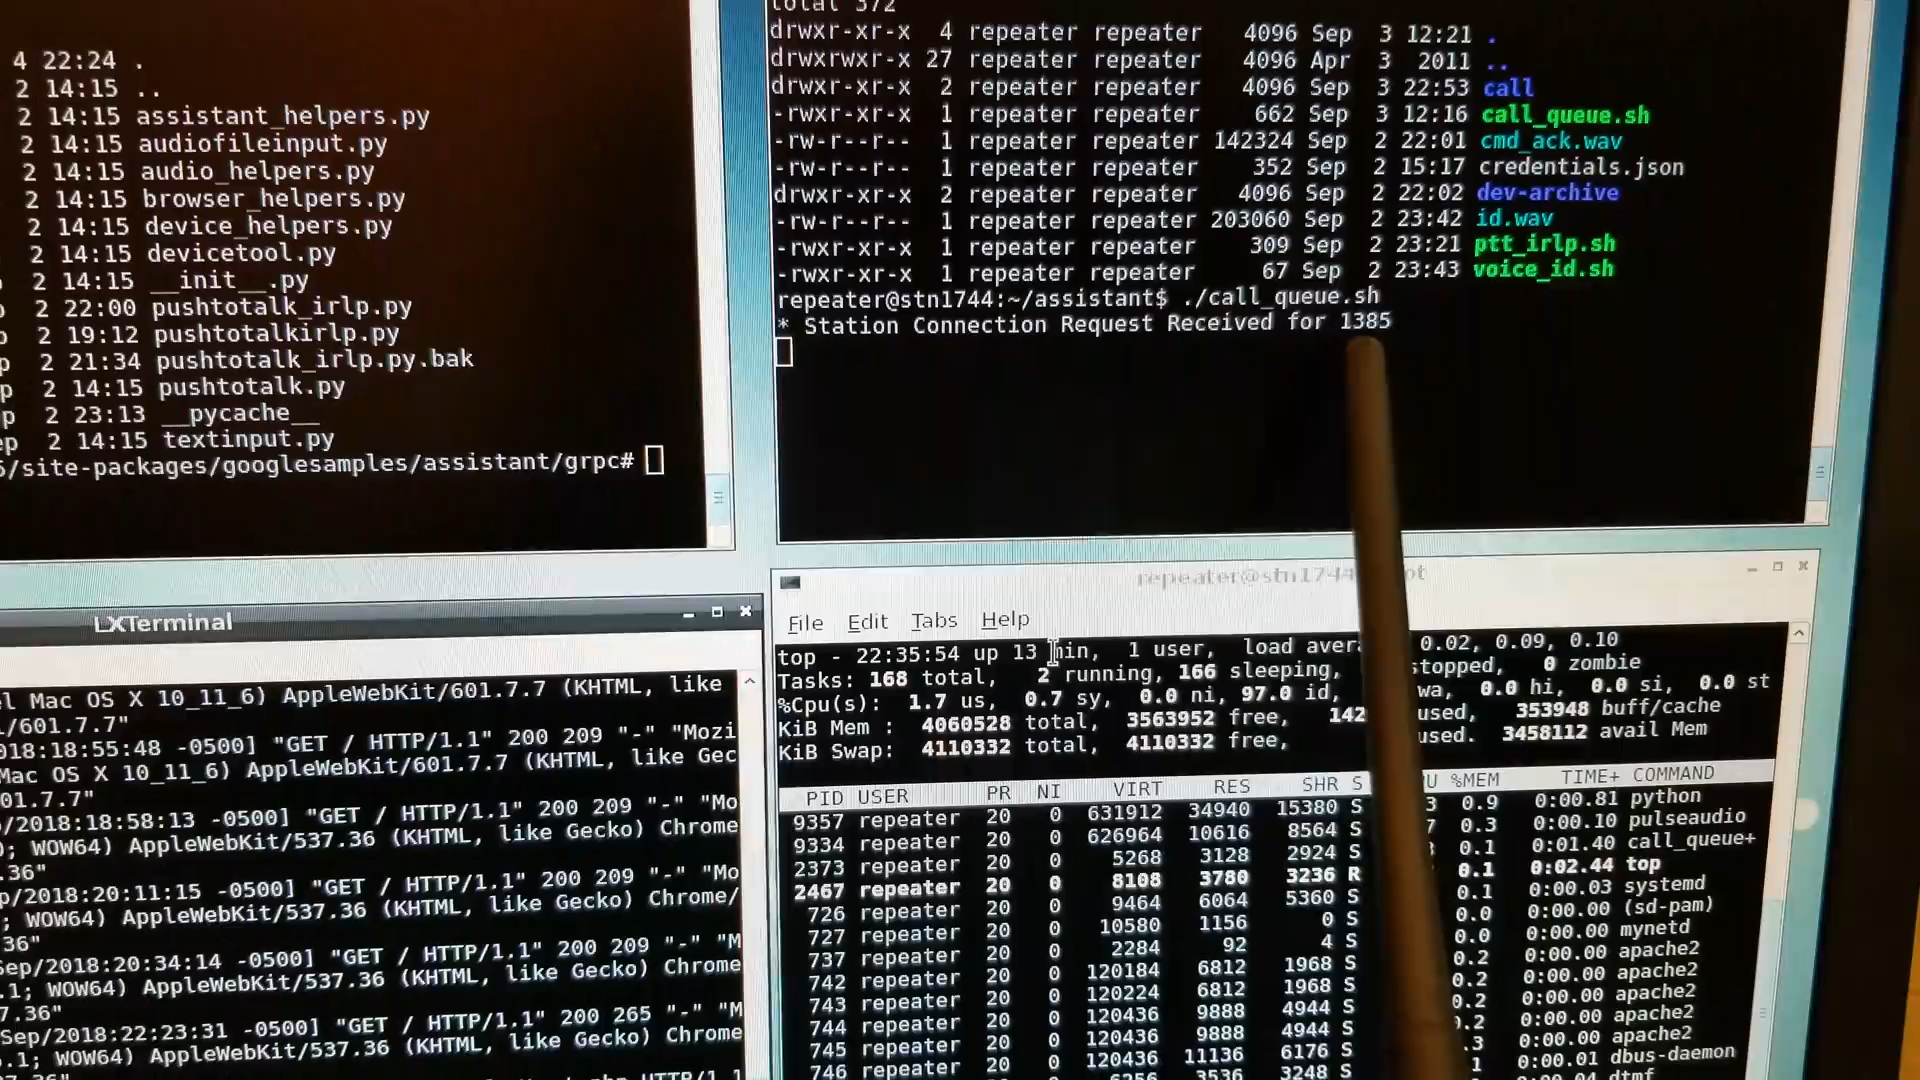 4 22:24 .
2 14:15 ..
2 14:15 assistant_helpers.py
2 14:15 audiofileinput.py
2 14:15 audio_helpers.py
2 14:15 browser_helpers.py
2 14:15 device_helpers.py
2 14:15 devicetool.py
2 14:15 __init__.py
2 22:00 pushtotalk_irlp.py
2 19:12 pushtotalkirlp.py
2 21:34 pushtotalk_irlp.py.bak
2 14:15 pushtotalk.py
2 23:13 __pycache__
2 14:15 textinput.py
/site-packages/googlesamples/assistant/grpc#
total 372
drwxr-xr-x 4 repeater repeater 4096 Sep 3 12:21 .
drwxrwxr-x 27 repeater repeater 4096 Apr 3 2011 ..
drwxr-xr-x 2 repeater repeater 4096 Sep 3 22:53 call
-rwxr-xr-x 1 repeater repeater 662 Sep 3 12:16 call_queue.sh
-rw-r--r-- 1 repeater repeater 142324 Sep 2 22:01 cmd_ack.wav
-rw-r--r-- 1 repeater repeater 352 Sep 2 15:17 credentials.json
drwxr-xr-x 2 repeater repeater 4096 Sep 2 22:02 dev-archive
-rw-r--r-- 1 repeater repeater 203060 Sep 2 23:42 id.wav
-rwxr-xr-x 1 repeater repeater 309 Sep 2 23:21 ptt_irlp.sh
-rwxr-xr-x 1 repeater repeater 67 Sep 2 23:43 voice_id.sh
repeater@stn1744:~/assistant$ ./call_queue.sh
* Station Connection Request Received for 1385
LXTerminal
l Mac OS X 10_11_6) AppleWebKit/601.7.7 (KHTML, like
/601.7.7"
018:18:55:48 -0500] "GET / HTTP/1.1" 200 209 "-" "Mozi
Mac OS X 10_11_6) AppleWebKit/601.7.7 (KHTML, like Gec
01.7.7"
/2018:18:58:13 -0500] "GET / HTTP/1.1" 200 209 "-" "Mo
; WOW64) AppleWebKit/537.36 (KHTML, like Gecko) Chrome
.36"
p/2018:20:11:15 -0500] "GET / HTTP/1.1" 200 209 "-" "Mo
; WOW64) AppleWebKit/537.36 (KHTML, like Gecko) Chrome/
36"
Sep/2018:20:34:14 -0500] "GET / HTTP/1.1" 200 209 "-" "M
.1; WOW64) AppleWebKit/537.36 (KHTML, like Gecko) Chrome
7.36"
Sep/2018:22:23:31 -0500] "GET / HTTP/1.1" 200 265 "-" "M
.1; WOW64) AppleWebKit/537.36 (KHTML, like Gecko) Chrome
repeater@stn1744
File Edit Tabs Help
top - 22:35:54 up 13 min, 1 user, load avera 0.02, 0.09, 0.10
Tasks: 168 total, 2 running, 166 sleeping, stopped, 0 zombie
%Cpu(s): 1.7 us, 0.7 sy, 0.0 ni, 97.0 id, wa, 0.0 hi, 0.0 si, 0.0 st
KiB Mem : 4060528 total, 3563952 free, 142 used, 353948 buff/cache
KiB Swap: 4110332 total, 4110332 free, used. 3458112 avail Mem
PID USER PR NI VIRT RES SHR S U %MEM TIME+ COMMAND
9357 repeater 20 0 631912 34940 15380 S 3 0.9 0:00.81 python
9334 repeater 20 0 626964 10616 8564 S 7 0.3 0:00.10 pulseaudio
2373 repeater 20 0 5268 3128 2924 S 3 0.1 0:01.40 call_queue+
2467 repeater 20 0 8108 3780 3236 R 0.1 0:02.44 top
726 repeater 20 0 9464 6064 5360 S 0.1 0:00.03 systemd
727 repeater 20 0 10580 1156 0 S 0.0 0:00.00 (sd-pam)
737 repeater 20 0 2284 92 4 S 0.0 0:00.00 mynetd
742 repeater 20 0 120184 6812 1968 S 0.2 0:00.00 apache2
743 repeater 20 0 120224 6812 1968 S 0.2 0:00.00 apache2
744 repeater 20 0 120436 9888 4944 S 0.2 0:00.00 apache2
745 repeater 20 0 120436 9888 4944 S .2 0:00.00 apache2
746 repeater 20 0 120436 11136 6176 S .3 0:00.00 apache2
0:00.01 dbus-daemon